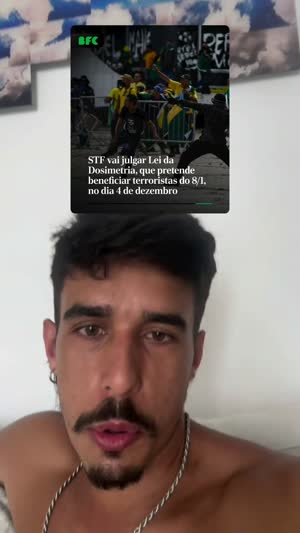 BFC
STF vai julgar Lei da
Dosimetria, que pretende
beneficiar terroristas do 8/1,
no dia 4 de dezembro